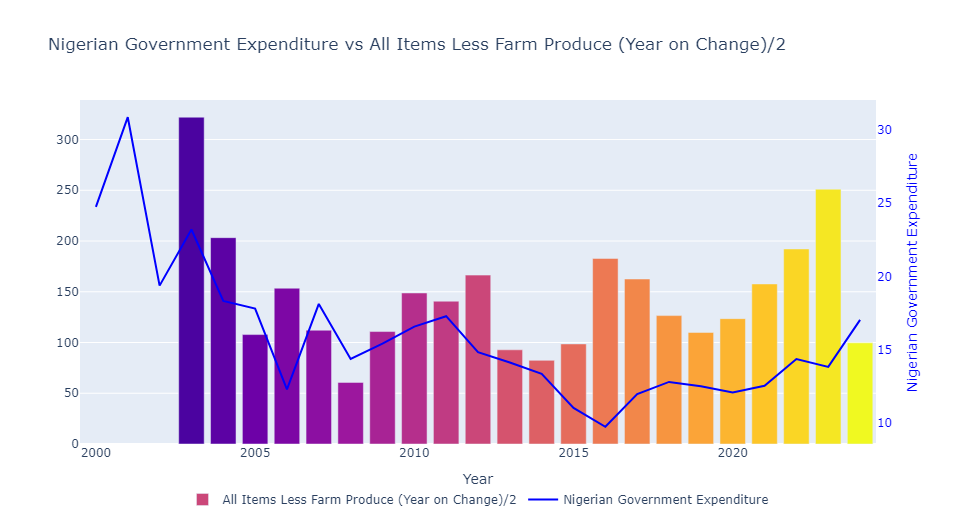 Nigerian Government Expenditure vs All Items Less Farm Produce (Year on Change)/2
300
250
200
150
100
50
0
30
25
20
15
10
Nigerian Government Expenditure
2000 2005 2010 2015 2020
Year
All Items Less Farm Produce (Year on Change)/2 Nigerian Government Expenditure